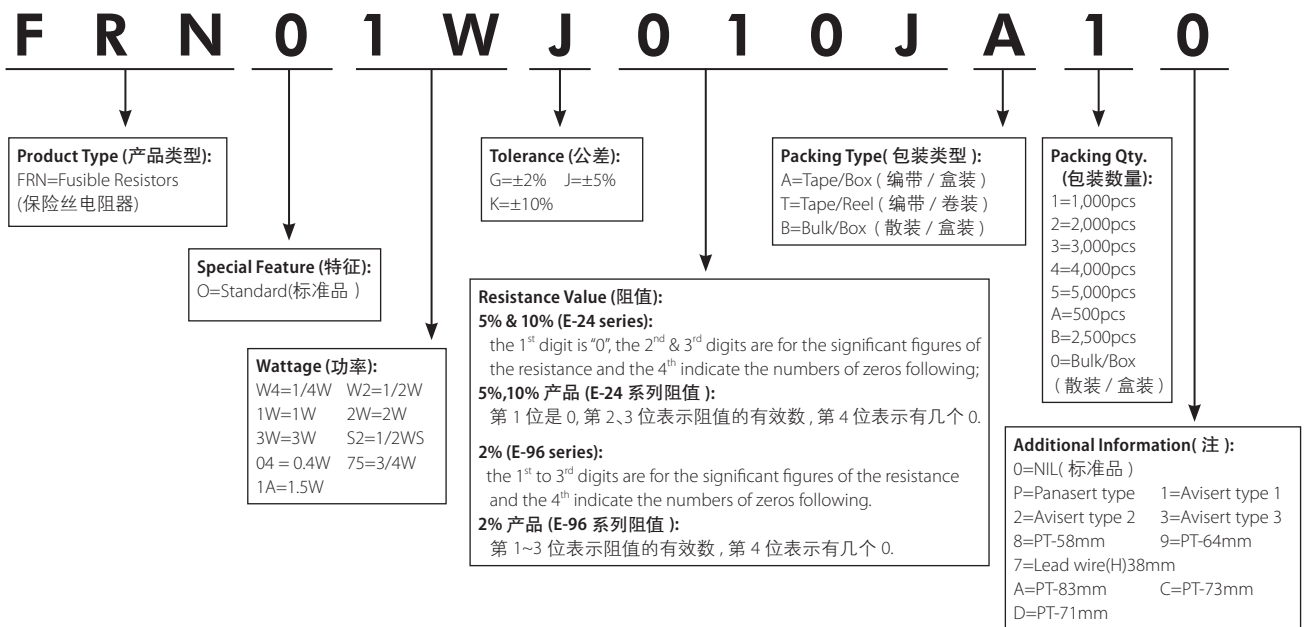 F R N 0 1 W J 0 1 0 J A 1 0
Product Type (产品类型):
FRN=Fusible Resistors
(保险丝电阻器)
Special Feature (特征):
O=Standard(标准品 )
Wattage (功率):
W4=1/4W W2=1/2W
1W=1W 2W=2W
3W=3W S2=1/2WS
04 = 0.4W 75=3/4W
1A=1.5W
Tolerance (公差):
G=±2% J=±5%
K=±10%
Resistance Value (阻值):
5% & 10% (E-24 series):
the 1st digit is "0", the 2nd & 3rd digits are for the significant figures of
the resistance and the 4th indicate the numbers of zeros following;
5%,10% 产品 (E-24 系列阻值 ):
第 1 位是 0, 第 2、3 位表示阻值的有效数 , 第 4 位表示有几个 0.
2% (E-96 series):
the 1st to 3rd digits are for the significant figures of the resistance
and the 4th indicate the numbers of zeros following.
2% 产品 (E-96 系列阻值 ):
第 1~3 位表示阻值的有效数 , 第 4 位表示有几个 0.
Packing Type( 包装类型 ):
A=Tape/Box ( 编带 / 盒装 )
T=Tape/Reel ( 编带 / 卷装 )
B=Bulk/Box ( 散装 / 盒装 )
Packing Qty.
(包装数量):
1=1,000pcs
2=2,000pcs
3=3,000pcs
4=4,000pcs
5=5,000pcs
A=500pcs
B=2,500pcs
0=Bulk/Box
( 散装 / 盒装 )
Additional Information( 注 ):
0=NIL( 标准品 )
P=Panasert type 1=Avisert type 1
2=Avisert type 2 3=Avisert type 3
8=PT-58mm 9=PT-64mm
7=Lead wire(H)38mm
A=PT-83mm C=PT-73mm
D=PT-71mm